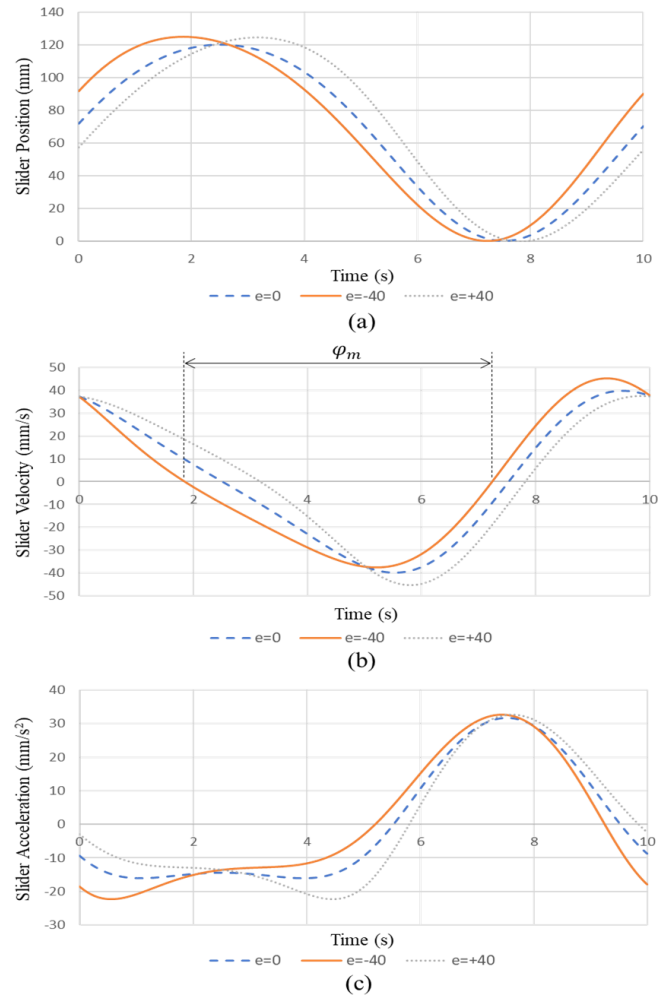 140
120
100
80
60
40
20
0
Slider Position (mm)
0 2 4 6 8 10
Time (s)
e=0 e=-40 e=+40
(a)
φm
50
40
30
20
10
0
-10
-20
-30
-40
-50
Slider Velocity (mm/s)
0 2 4 6 8 10
Time (s)
e=0 e=-40 e=+40
(b)
40
30
20
10
0
-10
-20
-30
Slider Acceleration (mm/s²)
0 2 4 6 8 10
Time (s)
e=0 e=-40 e=+40
(c)